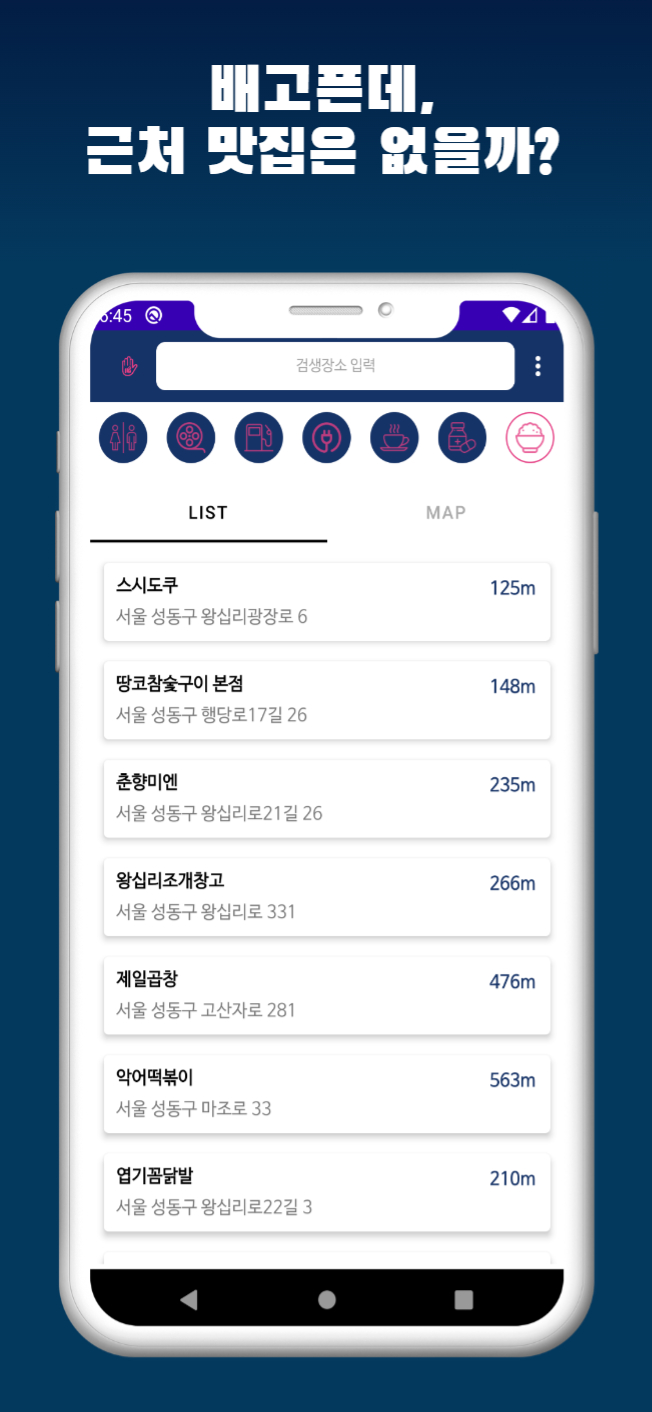 배고픈데,
근처 맛집은 없을까?
6:45
검생장소 입력
LIST
MAP
스시도쿠
125m
서울 성동구 왕십리광장로 6
땅코참숯구이 본점
148m
서울 성동구 행당로17길 26
춘향미엔
235m
서울 성동구 왕십리로21길 26
왕십리조개창고
266m
서울 성동구 왕십리로 331
제일곱창
476m
서울 성동구 고산자로 281
악어떡볶이
563m
서울 성동구 마조로 33
엽기꼼닭발
210m
서울 성동구 왕십리로22길 3